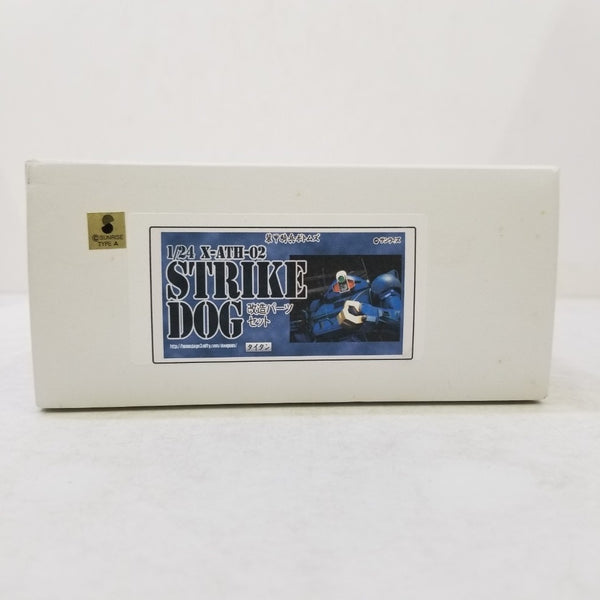 ©SUNRISE
TYPE A
装甲騎兵ボトムズ
©サンライズ
1/24 X-ATH-02
STRIKE
DOG
改造パーツ
セット
タイタン